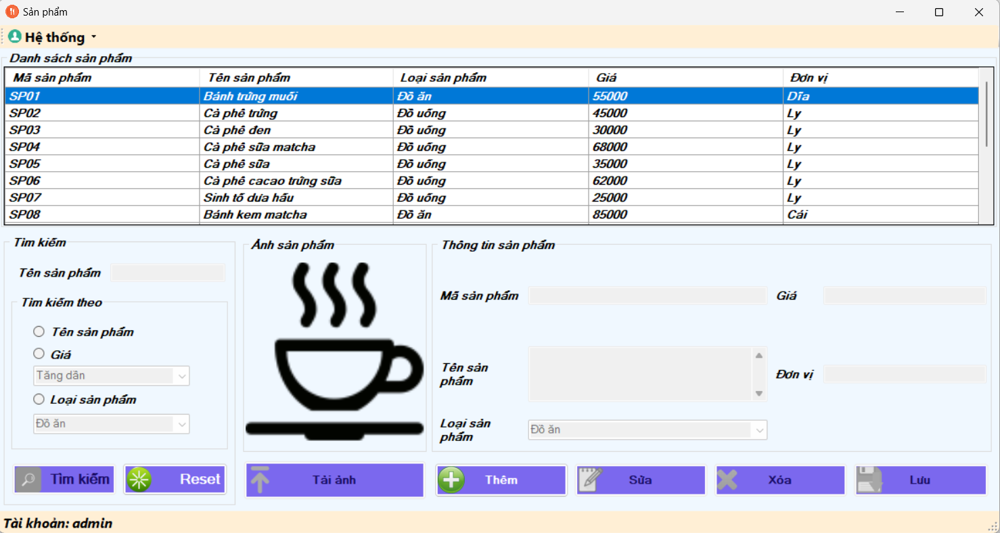 Sản phẩm
Hệ thống
Danh sách sản phẩm
Mã sản phẩm Tên sản phẩm Loại sản phẩm Giá Đơn vị
SP01 Bánh trứng muối Đồ ăn 55000 Dĩa
SP02 Cà phê trứng Đồ uống 45000 Ly
SP03 Cà phê đen Đồ uống 30000 Ly
SP04 Cà phê sữa matcha Đồ uống 68000 Ly
SP05 Cà phê sữa Đồ uống 35000 Ly
SP06 Cà phê cacao trứng sữa Đồ uống 62000 Ly
SP07 Sinh tố dưa hấu Đồ uống 25000 Ly
SP08 Bánh kem matcha Đồ ăn 85000 Cái
Tìm kiếm
Tên sản phẩm
Tìm kiếm theo
Tên sản phẩm
Giá
Tăng dần
Loại sản phẩm
Đồ ăn
Tìm kiếm Reset
Ảnh sản phẩm
Tải ảnh
Thông tin sản phẩm
Mã sản phẩm Giá
Tên sản
phẩm
Đơn vị
Loại sản
phẩm
Đồ ăn
Thêm Sửa Xóa Lưu
Tài khoản: admin